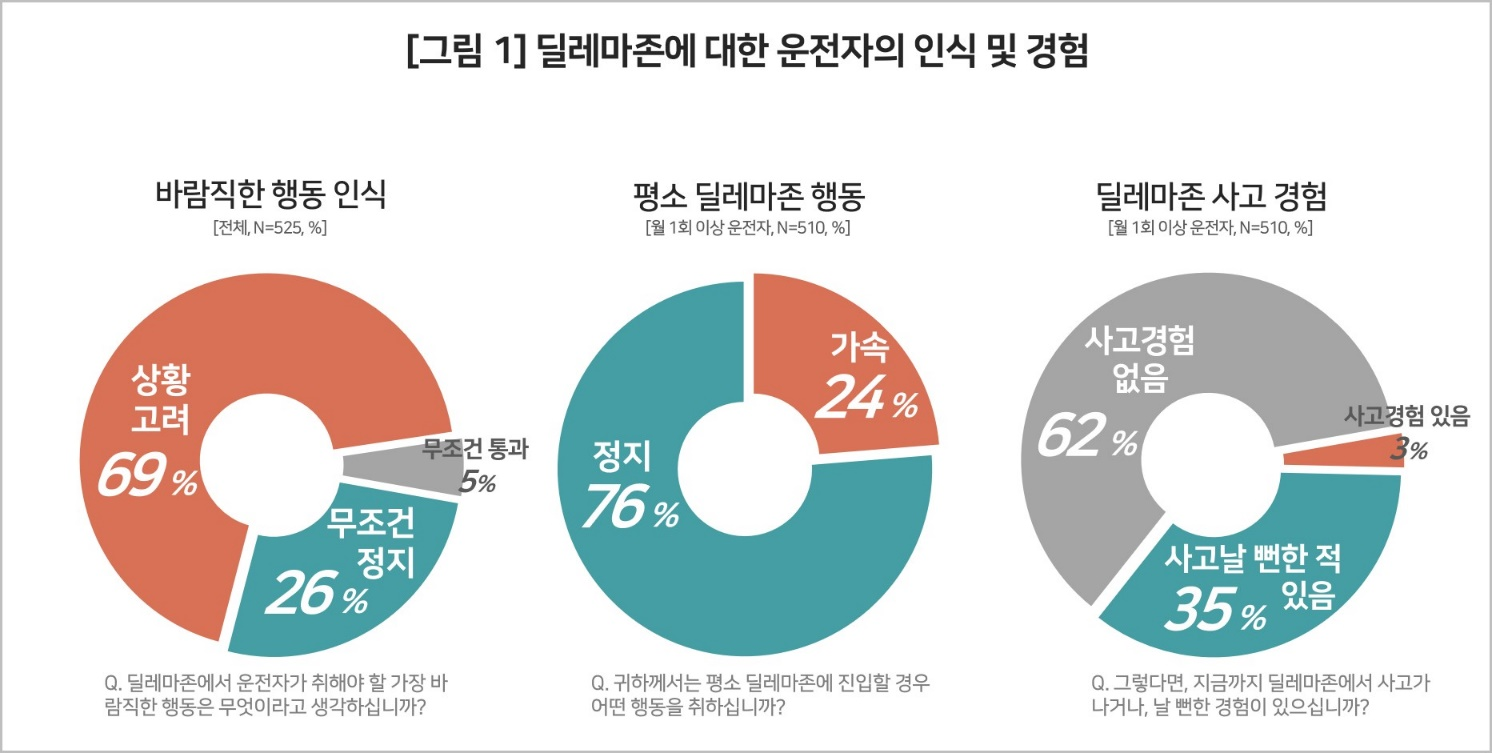 [그림 1] 딜레마존에 대한 운전자의 인식 및 경험
바람직한 행동 인식
[전체, N=525, %]
상황
고려
69 %
무조건 통과
5%
무조건
정지
26 %
Q. 딜레마존에서 운전자가 취해야 할 가장 바
람직한 행동은 무엇이라고 생각하십니까?
평소 딜레마존 행동
[월 1회 이상 운전자, N=510, %]
가속
24 %
정지
76 %
Q. 귀하께서는 평소 딜레마존에 진입할 경우
어떤 행동을 취하십니까?
딜레마존 사고 경험
[월 1회 이상 운전자, N=510, %]
사고경험
없음
62 %
사고경험 있음
3%
사고날 뻔한 적
있음
35 %
Q. 그렇다면, 지금까지 딜레마존에서 사고가
나거나, 날 뻔한 경험이 있으십니까?